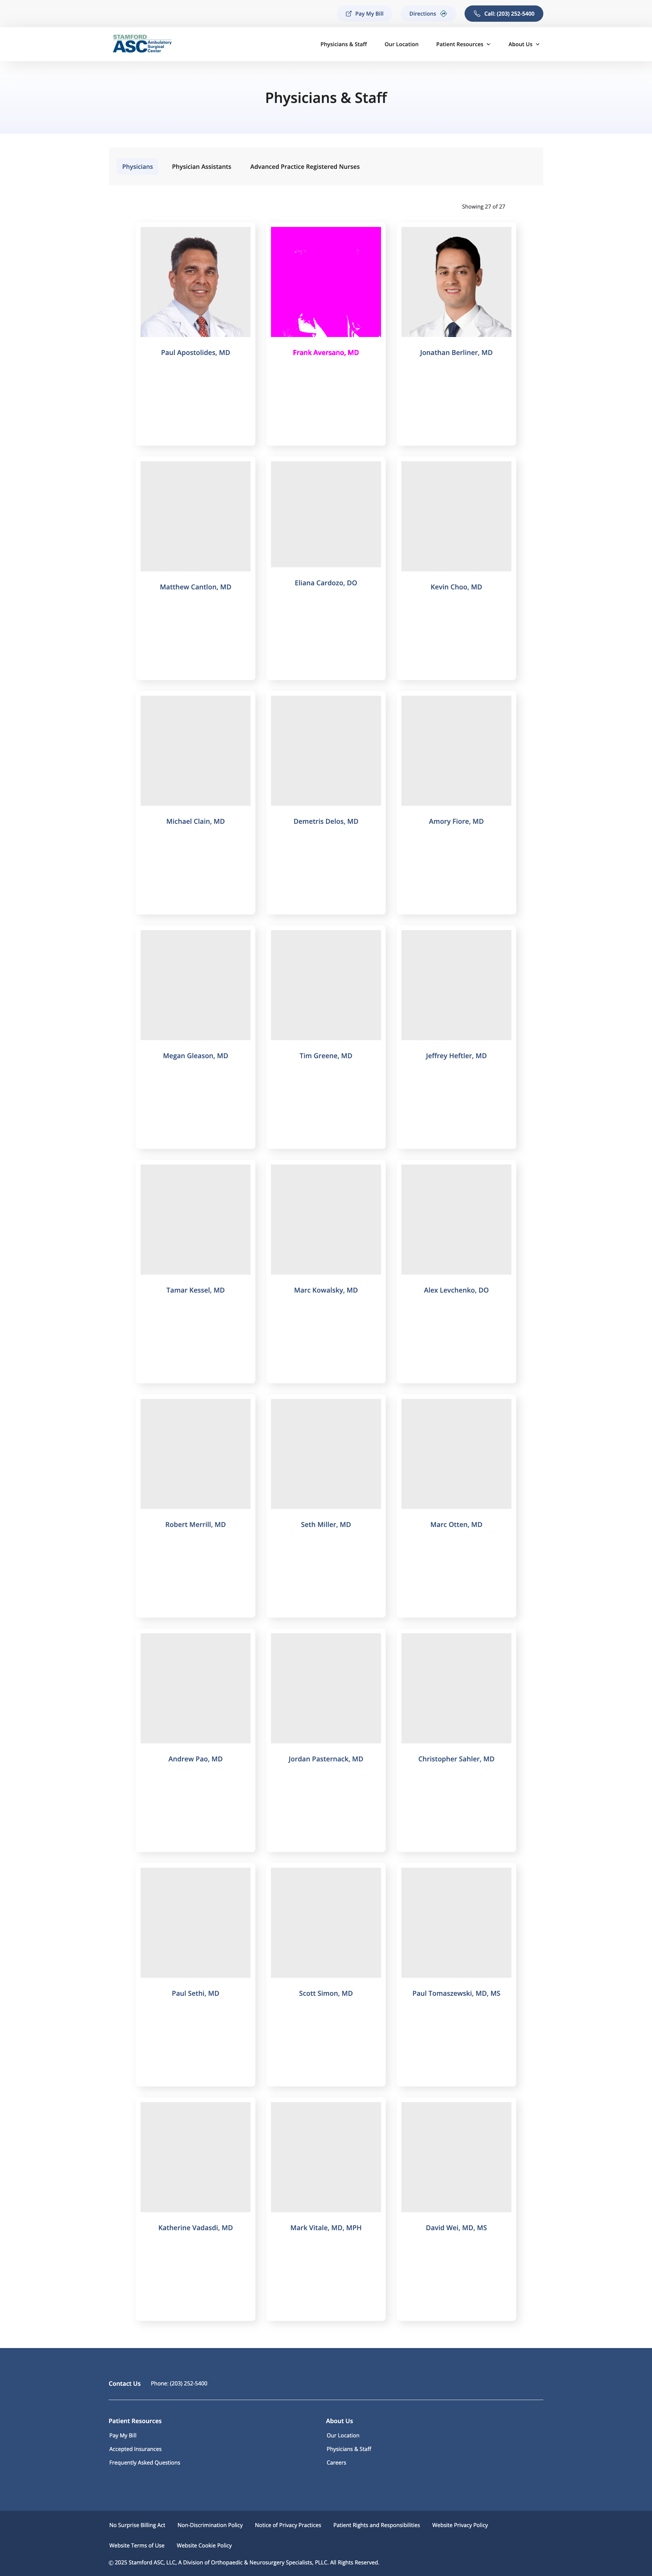 Pay My Bill
Directions
Call: (203) 252-5400
STAMFORD
ASC Ambulatory Surgical Center
Physicians & Staff
Our Location
Patient Resources
About Us
Physicians & Staff
Physicians
Physician Assistants
Advanced Practice Registered Nurses
Showing 27 of 27
Paul Apostolides, MD
Frank Aversano, MD
Jonathan Berliner, MD
Matthew Cantlon, MD
Eliana Cardozo, DO
Kevin Choo, MD
Michael Clain, MD
Demetris Delos, MD
Amory Fiore, MD
Megan Gleason, MD
Tim Greene, MD
Jeffrey Heftler, MD
Tamar Kessel, MD
Marc Kowalsky, MD
Alex Levchenko, DO
Robert Merrill, MD
Seth Miller, MD
Marc Otten, MD
Andrew Pao, MD
Jordan Pasternack, MD
Christopher Sahler, MD
Paul Sethi, MD
Scott Simon, MD
Paul Tomaszewski, MD, MS
Katherine Vadasdi, MD
Mark Vitale, MD, MPH
David Wei, MD, MS
Contact Us
Phone: (203) 252-5400
Patient Resources
Pay My Bill
Accepted Insurances
Frequently Asked Questions
About Us
Our Location
Physicians & Staff
Careers
No Surprise Billing Act
Non-Discrimination Policy
Notice of Privacy Practices
Patient Rights and Responsibilities
Website Privacy Policy
Website Terms of Use
Website Cookie Policy
© 2025 Stamford ASC, LLC, A Division of Orthopaedic & Neurosurgery Specialists, PLLC. All Rights Reserved.